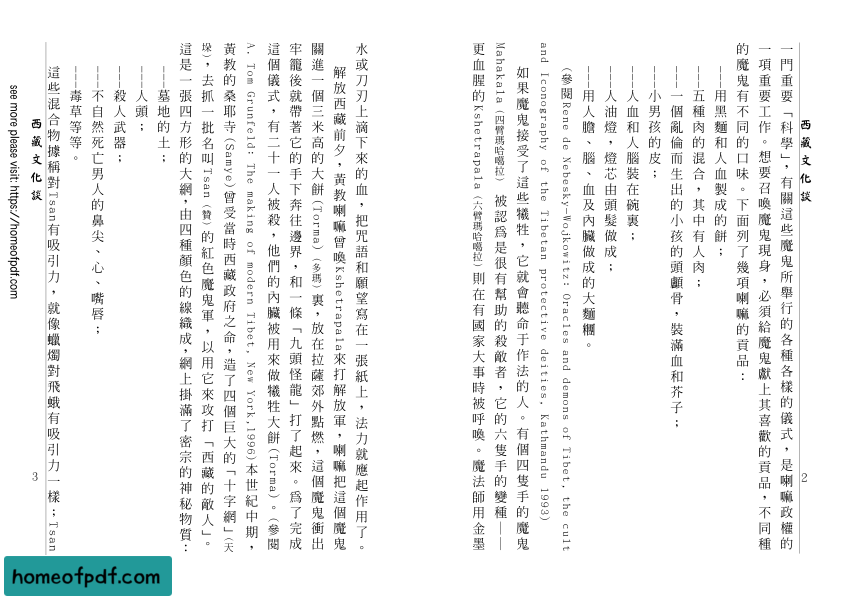 西藏文化談
2
一門重要「科學」，有關這些魔鬼所舉行的各種各樣的儀式，是喇嘛政權的
一項重要工作。想要召喚魔鬼現身，必須給魔鬼獻上其喜歡的貢品，不同種
的魔鬼有不同的口味。下面列了幾項喇嘛的貢品：
——用黑麵和人血製成的餅；
——五種肉的混合，其中有人肉；
——一個亂倫而生出的小孩的頭顱骨，裝滿血和芥子；
——小男孩的皮；
——人血和人腦裝在碗裏；
——人油燈，燈芯由頭髮做成；
——用人膽、腦、血及內臟做成的大麵糰。
(參閱Rene de Nebesky-Wojkowitz: Oracles and demons of Tibet, the cult
and Iconography of the Tibetan protective deities, Kathmandu 1993)
如果魔鬼接受了這些犧牲，它就會聽命于作法的人。有個四隻手的魔鬼
Mahakala(四臂瑪哈噶拉) 被認爲是很有幫助的殺敵者，它的六隻手的變種——
更血腥的Kshetrapala(六臂瑪哈噶拉)則在有國家大事時被呼喚。魔法師用金墨
水或刀刃上滴下來的血，把咒語和願望寫在一張紙上，法力就應起作用了。
解放西藏前夕，黃教喇嘛曾喚Kshetrapala來打解放軍，喇嘛把這個魔鬼
關進一個三米高的大餅(Torma)(多瑪)裏，放在拉薩郊外點燃，這個魔鬼衝出
牢籠後就帶著它的手下奔往邊界，和一條「九頭怪龍」打了起來。爲了完成
這個儀式，有二十一人被殺，他們的內臟被用來做犧牲大餅(Torma)。(參閱
A. Tom Grunfeld: The making of modern Tibet, New York,1996)本世紀中期，
黃教的桑耶寺(Samye)曾受當時西藏政府之命，造了四個巨大的「十字網」(天
垛)，去抓一批名叫Tsan(贊)的紅色魔鬼軍，以用它來攻打「西藏的敵人」。
這是一張四方形的大網，由四種顏色的線織成，網上掛滿了密宗的神秘物質：
——墓地的土；
——人頭；
——殺人武器；
——不自然死亡男人的鼻尖、心、嘴唇；
——毒草等等。
這些混合物據稱對Tsan有吸引力，就像蠟燭對飛蛾有吸引力一樣；Tsan
西藏文化談
3
see more please visit: https://homeofpdf.com
homeofpdf.com